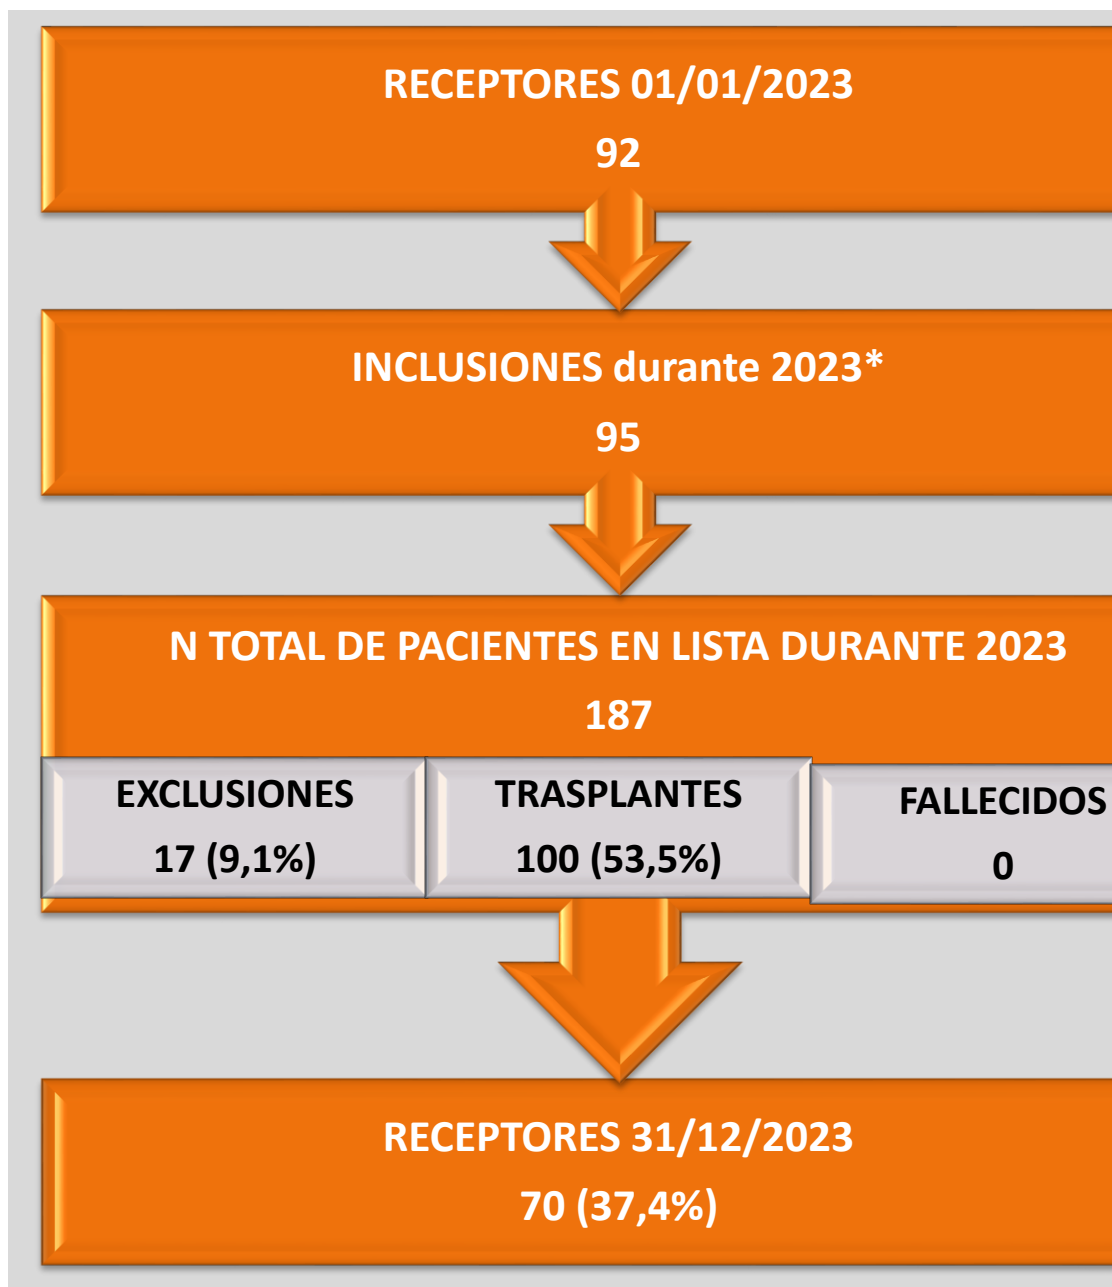 RECEPTORES 01/01/2023
92
INCLUSIONES durante 2023*
95
N TOTAL DE PACIENTES EN LISTA DURANTE 2023
187
EXCLUSIONES
17 (9,1%)
TRASPLANTES
100 (53,5%)
FALLECIDOS
0
RECEPTORES 31/12/2023
70 (37,4%)